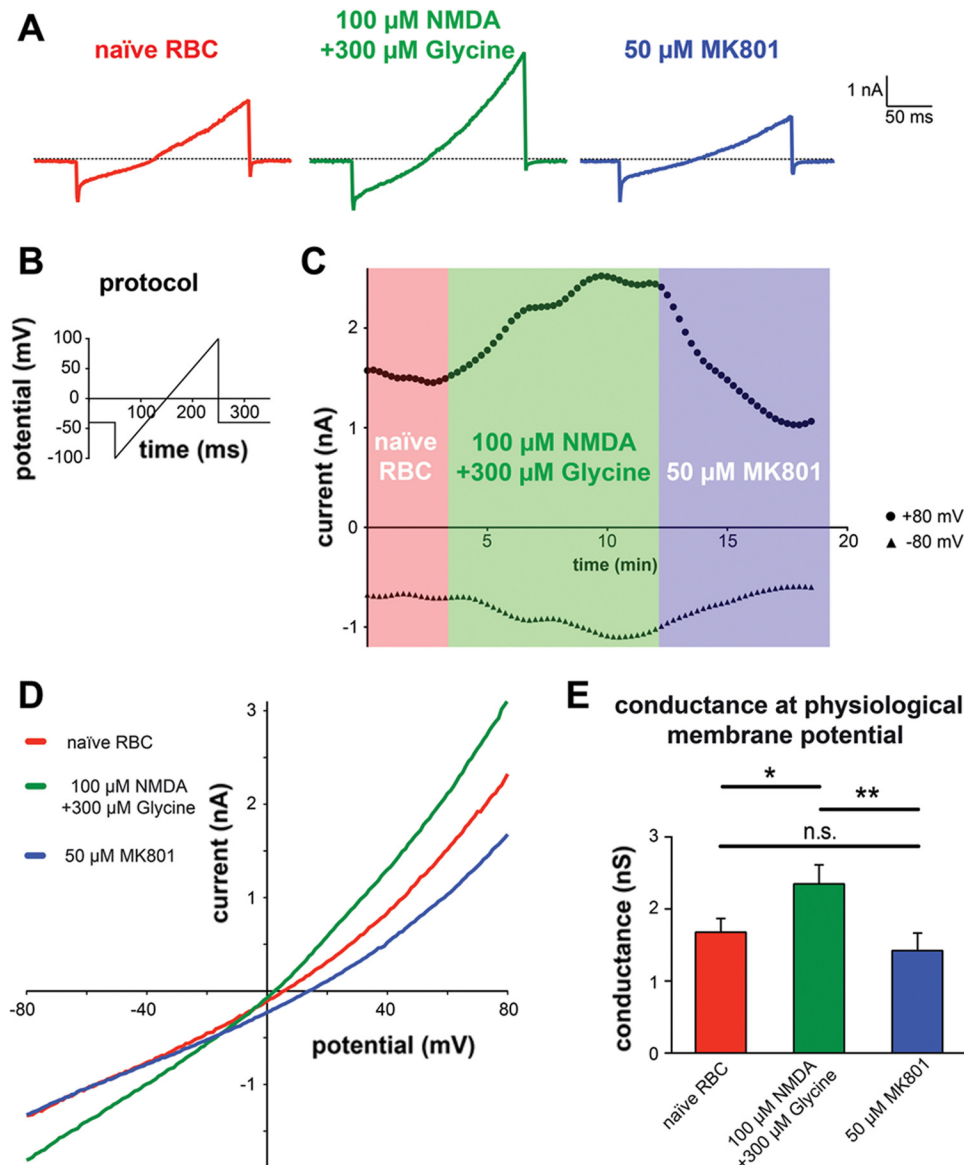 A
naïve RBC
100 µM NMDA
+300 µM Glycine
50 µM MK801
1 nA
50 ms
B
protocol
potential (mV)
100
50
0
-50
-100
100
200
300
time (ms)
C
current (nA)
2
1
0
-1
naïve
RBC
100 µM NMDA
+300 µM Glycine
50 µM MK801
5
10
15
20
time (min)
+80 mV
-80 mV
D
naïve RBC
100 µM NMDA
+300 µM Glycine
50 µM MK801
current (nA)
3
2
1
-1
-80
-40
0
40
80
potential (mV)
E
conductance at physiological
membrane potential
*
**
n.s.
conductance (nS)
3
2
1
0
naïve RBC
100 µM NMDA
+300 µM Glycine
50 µM MK801